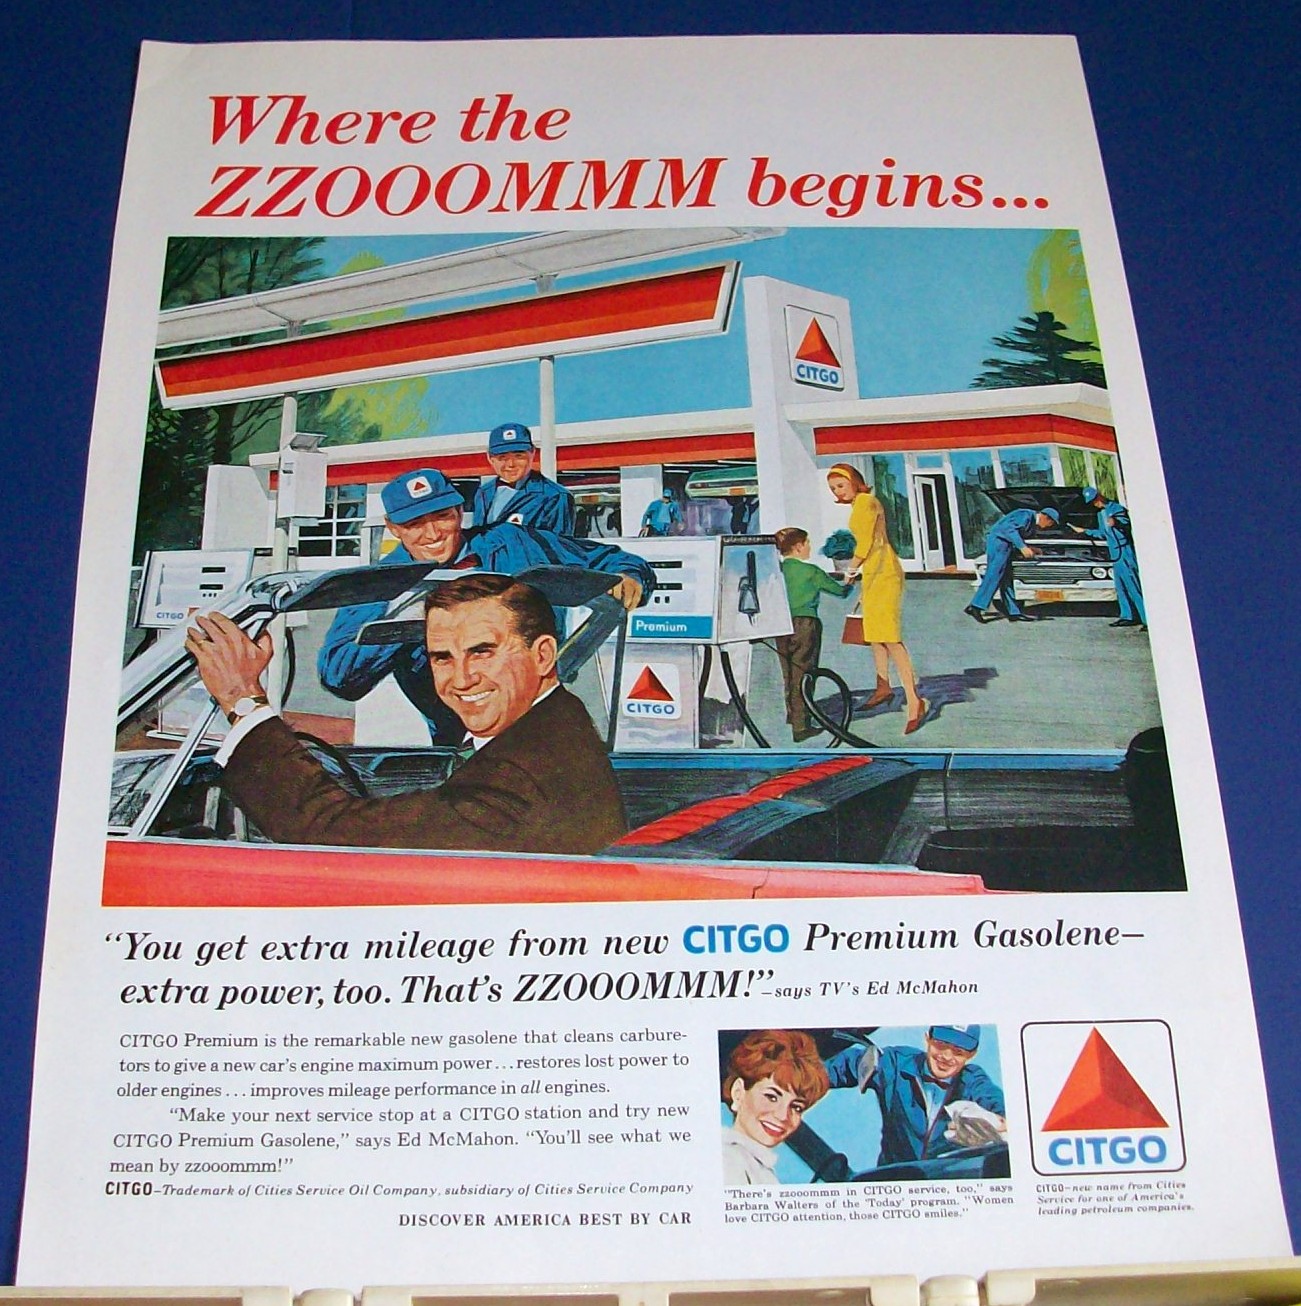 Where the
ZZOOOMMM begins...
CITGO
CITGO
Premium
CITGO
“You get extra mileage from new CITGO Premium Gasolene—
extra power, too. That's ZZOOOMMM!” –says TV's Ed McMahon
CITGO Premium is the remarkable new gasolene that cleans carbure-
tors to give a new car's engine maximum power...restores lost power to
older engines...improves mileage performance in all engines.
“Make your next service stop at a CITGO station and try new
CITGO Premium Gasolene,” says Ed McMahon. “You'll see what we
mean by zzooommm!”
CITGO–Trademark of Cities Service Oil Company, subsidiary of Cities Service Company
DISCOVER AMERICA BEST BY CAR
“There's zzooommm in CITGO service, too,” says
Barbara Walters of the ‘Today’ program. “Women
love CITGO attention, those CITGO smiles.”
CITGO
CITGO–new name from Cities
Service for one of America's
leading petroleum companies.